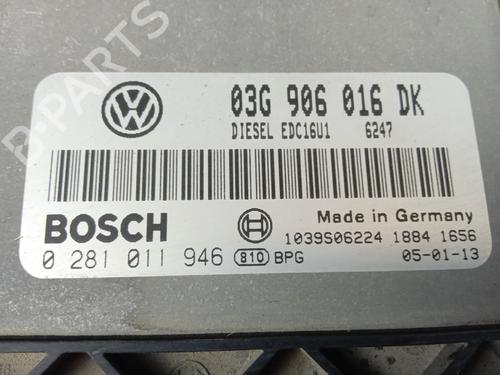 B-PARTS
03G 906 016 DK
DIESEL EDC16U1 6247
BOSCH
Made in Germany
1039S06224 1884 1656
0 281 011 946 810 BPG 05-01-13